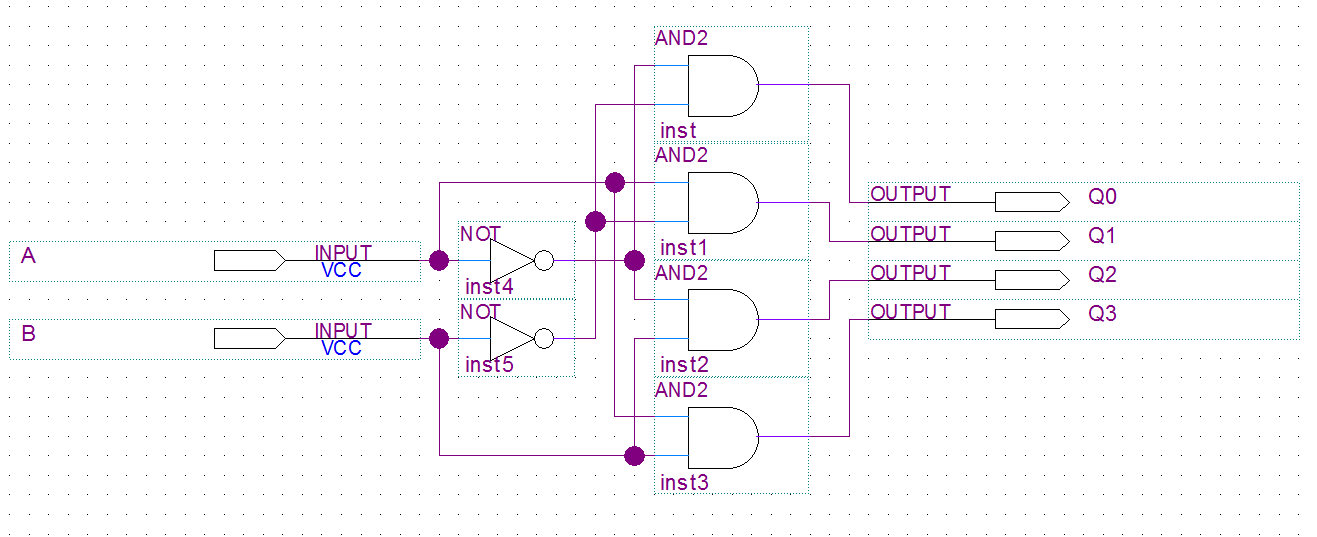 AND2
inst
AND2
inst1
AND2
inst2
AND2
inst3
NOT
inst4
NOT
inst5
A
INPUT
VCC
B
INPUT
VCC
OUTPUT Q0
OUTPUT Q1
OUTPUT Q2
OUTPUT Q3